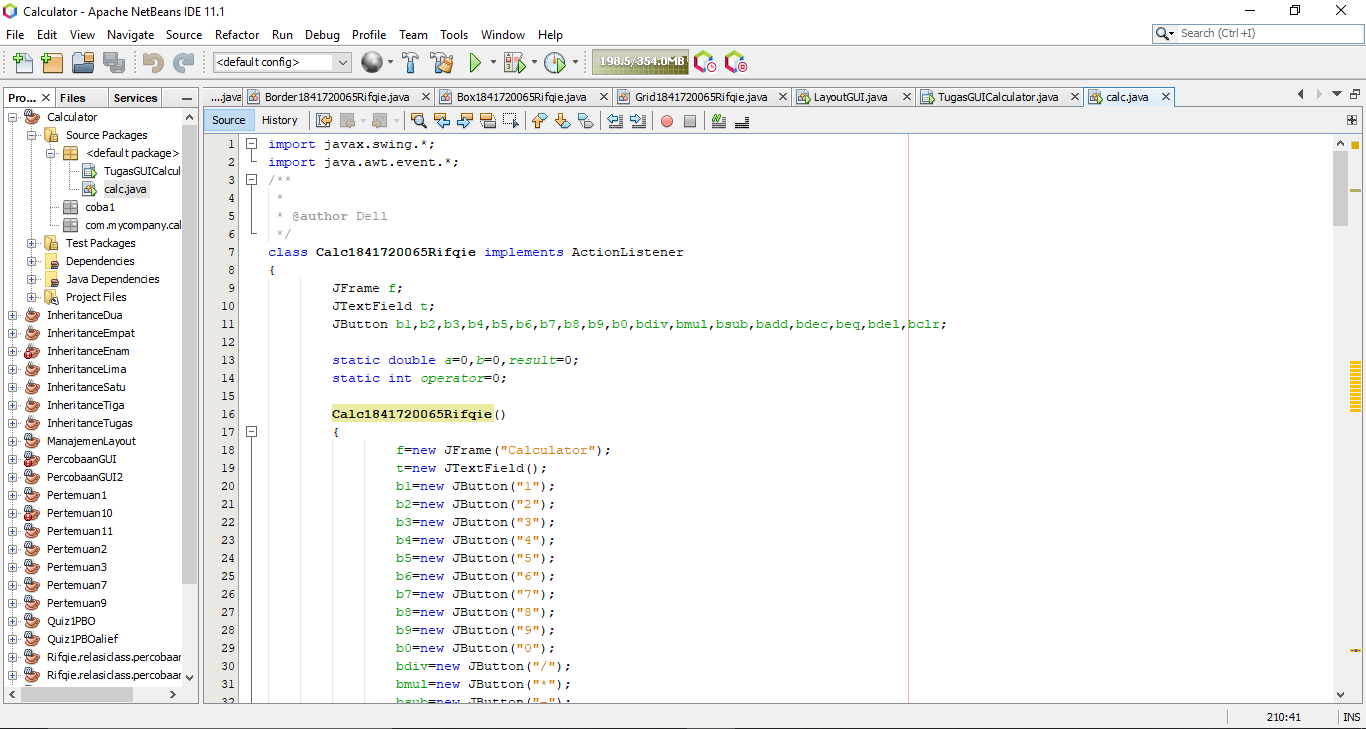 Calculator - Apache NetBeans IDE 11.1
File Edit View Navigate Source Refactor Run Debug Profile Team Tools Window Help
Search (Ctrl+I)
<default config>
198.5/354.0MB
Pro... Files Services
....java Border1841720065Rifqie.java Box1841720065Rifqie.java Grid1841720065Rifqie.java LayoutGUI.java TugasGUICalculator.java calc.java
Source History
Calculator
Source Packages
<default package>
TugasGUICalcul
calc.java
coba1
com.mycompany.cal
Test Packages
Dependencies
Java Dependencies
Project Files
InheritanceDua
InheritanceEmpat
InheritanceEnam
InheritanceLima
InheritanceSatu
InheritanceTiga
InheritanceTugas
ManajemenLayout
PercobaanGUI
PercobaanGUI2
Pertemuan1
Pertemuan10
Pertemuan11
Pertemuan2
Pertemuan3
Pertemuan7
Pertemuan9
Quiz1PBO
Quiz1PBOalief
Rifqie.relasiclass.percobaar
Rifqie.relasiclass.percobaar
1 import javax.swing.*;
2 import java.awt.event.*;
3 /**
4 *
5 * @author Dell
6 */
7 class Calc1841720065Rifqie implements ActionListener
8 {
9 JFrame f;
10 JTextField t;
11 JButton b1,b2,b3,b4,b5,b6,b7,b8,b9,b0,bdiv,bmul,bsub,badd,bdec,beq,bdel,bclr;
12
13 static double a=0,b=0,result=0;
14 static int operator=0;
15
16 Calc1841720065Rifqie()
17 {
18 f=new JFrame("Calculator");
19 t=new JTextField();
20 b1=new JButton("1");
21 b2=new JButton("2");
22 b3=new JButton("3");
23 b4=new JButton("4");
24 b5=new JButton("5");
25 b6=new JButton("6");
26 b7=new JButton("7");
27 b8=new JButton("8");
28 b9=new JButton("9");
29 b0=new JButton("0");
30 bdiv=new JButton("/");
31 bmul=new JButton("*");
32 bsub=new JButton("-");
210:41 INS